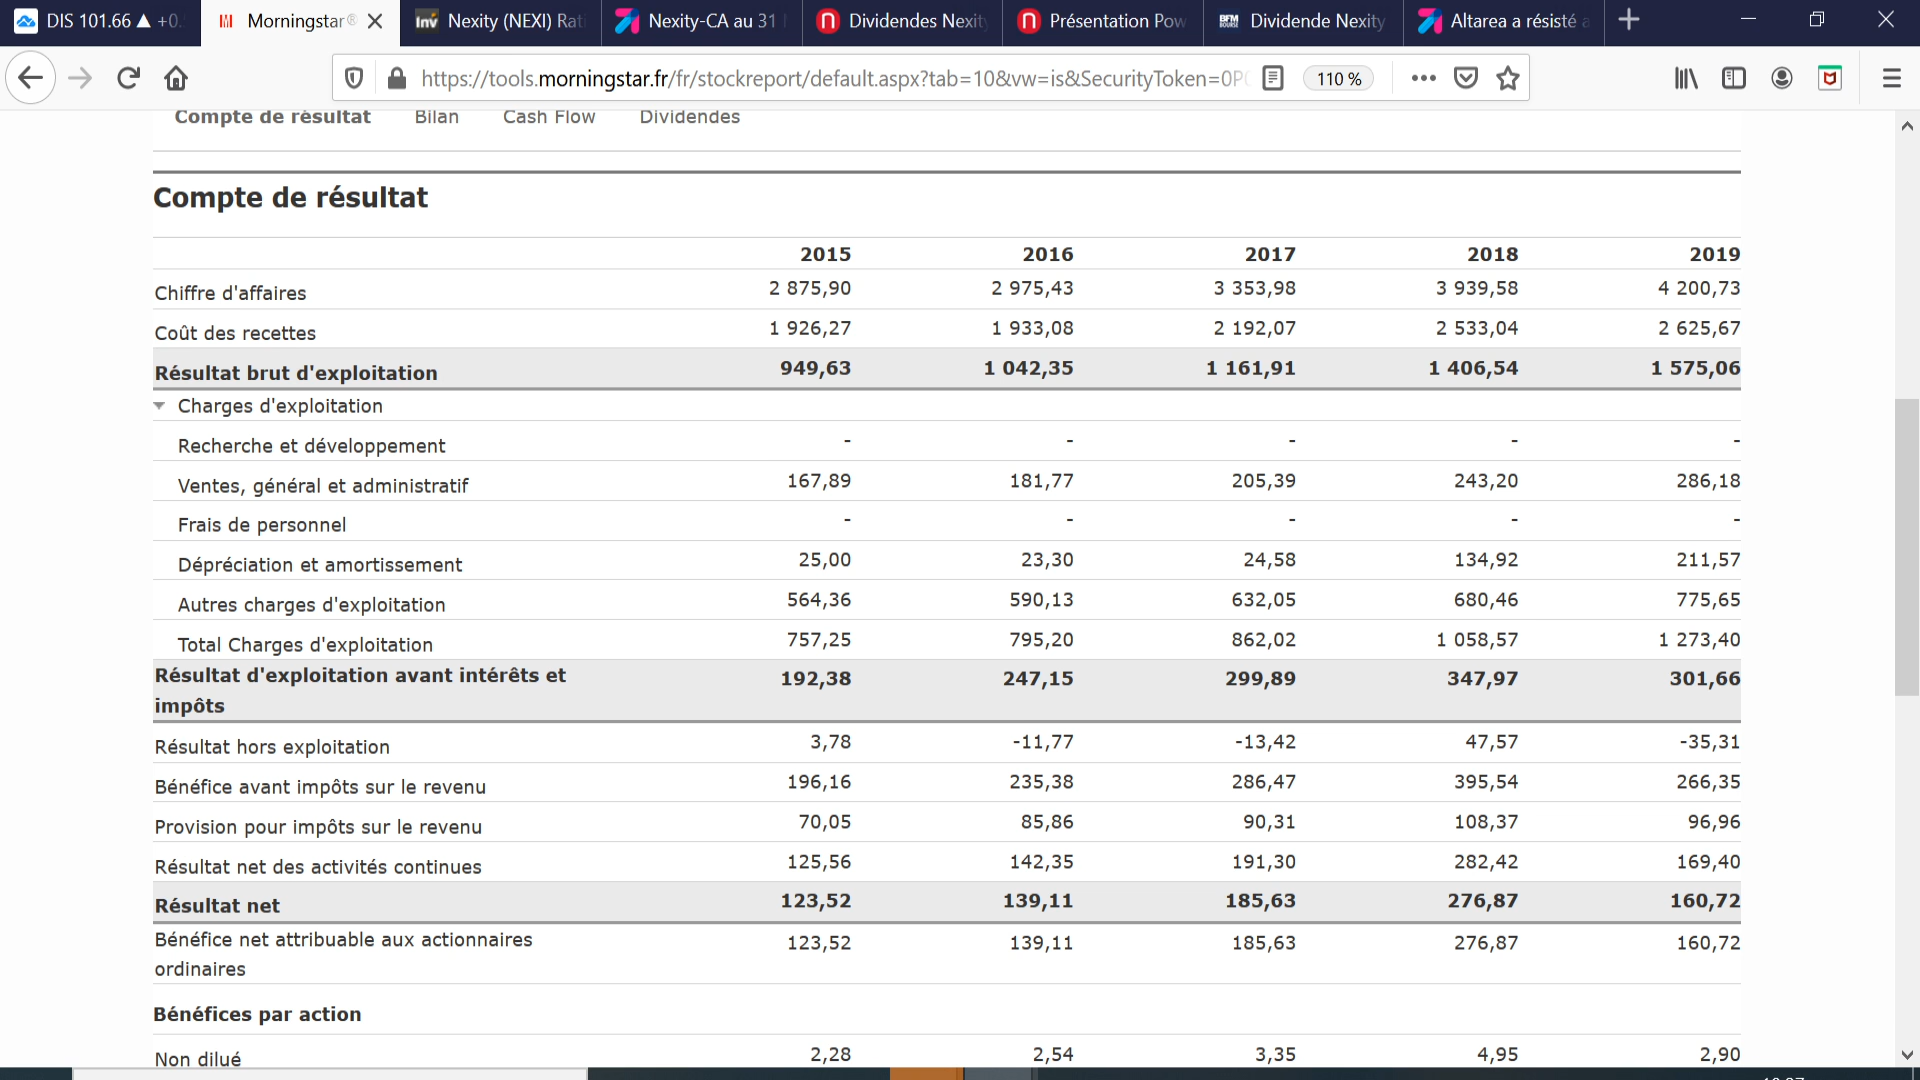 DIS 101.66 ▲ +0.
Morningstar®
Inv Nexity (NEXI) Rat
Nexity-CA au 31
Dividendes Nexit
Présentation Pow
BFM BOURSE Dividende Nexity
Altarea a résisté a
https://tools.morningstar.fr/fr/stockreport/default.aspx?tab=10&vw=is&SecurityToken=0P
110 %
Compte de résultat Bilan Cash Flow Dividendes
Compte de résultat
2015 2016 2017 2018 2019
Chiffre d'affaires 2 875,90 2 975,43 3 353,98 3 939,58 4 200,73
Coût des recettes 1 926,27 1 933,08 2 192,07 2 533,04 2 625,67
Résultat brut d'exploitation 949,63 1 042,35 1 161,91 1 406,54 1 575,06
Charges d'exploitation
Recherche et développement - - - - -
Ventes, général et administratif 167,89 181,77 205,39 243,20 286,18
Frais de personnel - - - - -
Dépréciation et amortissement 25,00 23,30 24,58 134,92 211,57
Autres charges d'exploitation 564,36 590,13 632,05 680,46 775,65
Total Charges d'exploitation 757,25 795,20 862,02 1 058,57 1 273,40
Résultat d'exploitation avant intérêts et 192,38 247,15 299,89 347,97 301,66
impôts
Résultat hors exploitation 3,78 -11,77 -13,42 47,57 -35,31
Bénéfice avant impôts sur le revenu 196,16 235,38 286,47 395,54 266,35
Provision pour impôts sur le revenu 70,05 85,86 90,31 108,37 96,96
Résultat net des activités continues 125,56 142,35 191,30 282,42 169,40
Résultat net 123,52 139,11 185,63 276,87 160,72
Bénéfice net attribuable aux actionnaires 123,52 139,11 185,63 276,87 160,72
ordinaires
Bénéfices par action
Non dilué 2,28 2,54 3,35 4,95 2,90